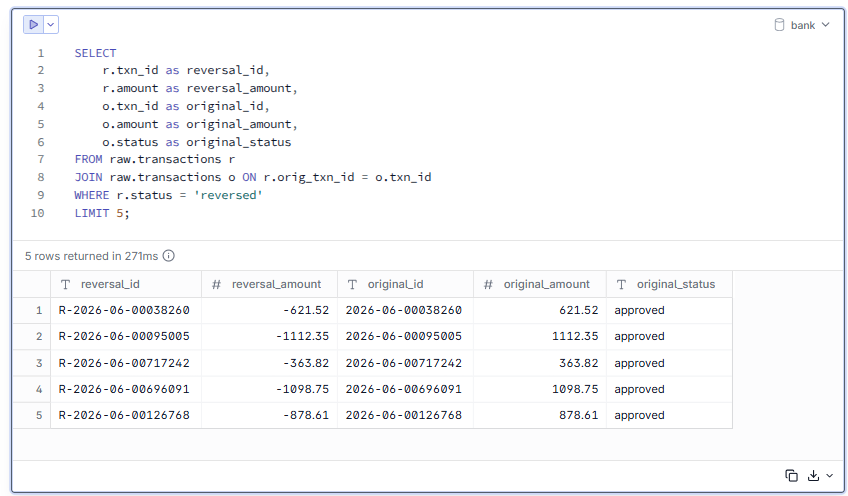 bank
1 SELECT
2 r.txn_id as reversal_id,
3 r.amount as reversal_amount,
4 o.txn_id as original_id,
5 o.amount as original_amount,
6 o.status as original_status
7 FROM raw.transactions r
8 JOIN raw.transactions o ON r.orig_txn_id = o.txn_id
9 WHERE r.status = 'reversed'
10 LIMIT 5;
5 rows returned in 271ms
T reversal_id # reversal_amount T original_id # original_amount T original_status
1 R-2026-06-00038260 -621.52 2026-06-00038260 621.52 approved
2 R-2026-06-00095005 -1112.35 2026-06-00095005 1112.35 approved
3 R-2026-06-00717242 -363.82 2026-06-00717242 363.82 approved
4 R-2026-06-00696091 -1098.75 2026-06-00696091 1098.75 approved
5 R-2026-06-00126768 -878.61 2026-06-00126768 878.61 approved